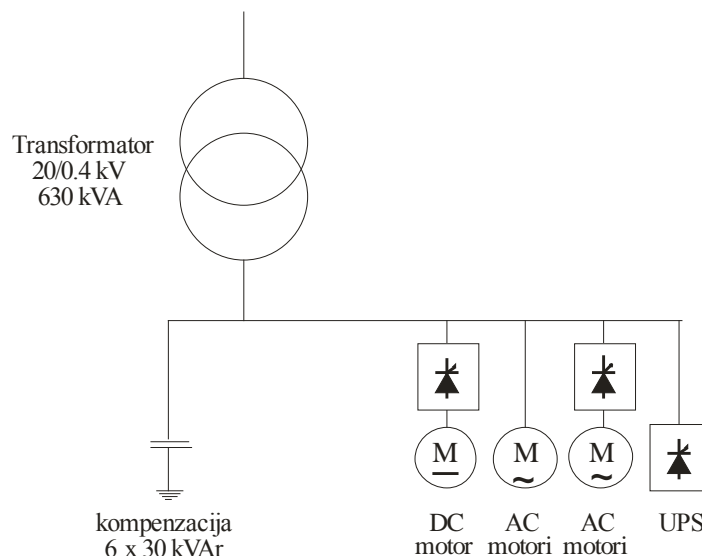 Transformator
20/0.4 kV
630 kVA
M
M
~
M
~
kompenzacija
6 x 30 kVAr
DC
motor
AC
motori
AC
motori
UPS